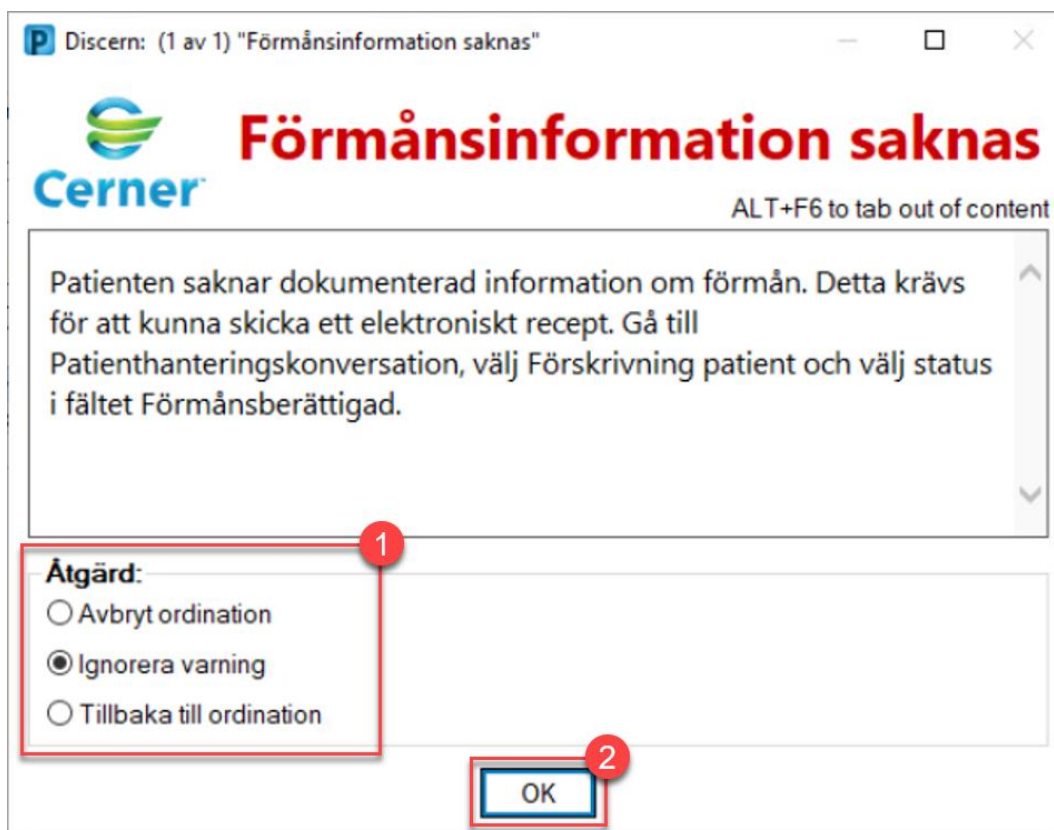 P Discern: (1 av 1) "Förmånsinformation saknas"
Cerner
Förmånsinformation saknas
ALT+F6 to tab out of content
Patienten saknar dokumenterad information om förmån. Detta krävs
för att kunna skicka ett elektroniskt recept. Gå till
Patienthanteringskonversation, välj Förskrivning patient och välj status
i fältet Förmånsberättigad.
1
Åtgärd:
Avbryt ordination
Ignorera varning
Tillbaka till ordination
2
OK